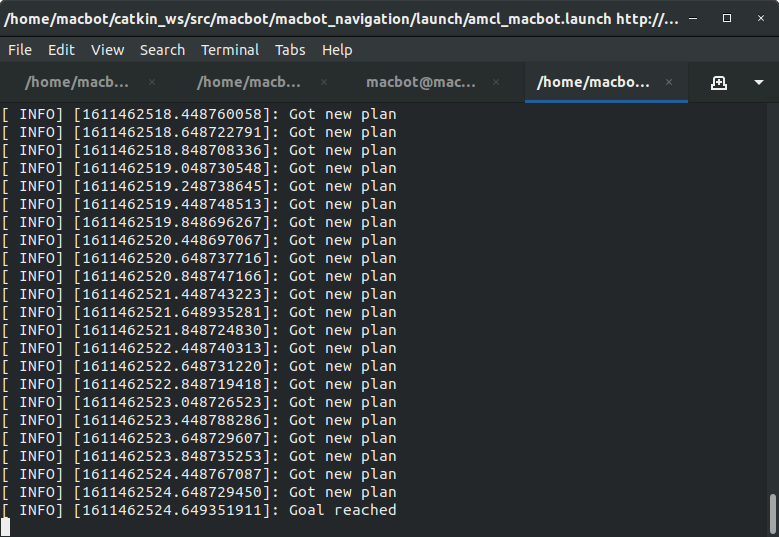 /home/macbot/catkin_ws/src/macbot/macbot_navigation/launch/amcl_macbot.launch http://...
File Edit View Search Terminal Tabs Help
/home/macb... × /home/macb... × macbot@mac... × /home/macbo... ×
[ INFO] [1611462518.448760058]: Got new plan
[ INFO] [1611462518.648722791]: Got new plan
[ INFO] [1611462518.848708336]: Got new plan
[ INFO] [1611462519.048730548]: Got new plan
[ INFO] [1611462519.248738645]: Got new plan
[ INFO] [1611462519.448748513]: Got new plan
[ INFO] [1611462519.848696267]: Got new plan
[ INFO] [1611462520.448697067]: Got new plan
[ INFO] [1611462520.648737716]: Got new plan
[ INFO] [1611462520.848747166]: Got new plan
[ INFO] [1611462521.448743223]: Got new plan
[ INFO] [1611462521.648935281]: Got new plan
[ INFO] [1611462521.848724830]: Got new plan
[ INFO] [1611462522.448740313]: Got new plan
[ INFO] [1611462522.648731220]: Got new plan
[ INFO] [1611462522.848719418]: Got new plan
[ INFO] [1611462523.048726523]: Got new plan
[ INFO] [1611462523.448788286]: Got new plan
[ INFO] [1611462523.648729607]: Got new plan
[ INFO] [1611462523.848735253]: Got new plan
[ INFO] [1611462524.448767087]: Got new plan
[ INFO] [1611462524.648729450]: Got new plan
[ INFO] [1611462524.649351911]: Goal reached